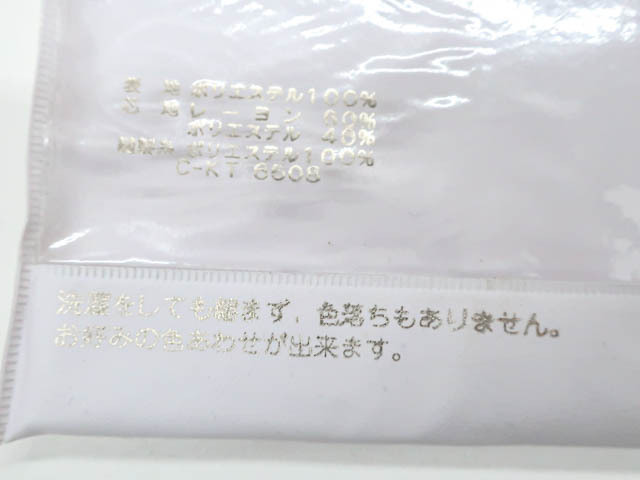 表地 ポリエステル100%
芯地 レーヨン 60%
ポリエステル 40%
ポリエステル100%
C-KT 6608
洗濯をしても縮まず、色落ちもありません。
お好みの色あわせが出来ます。